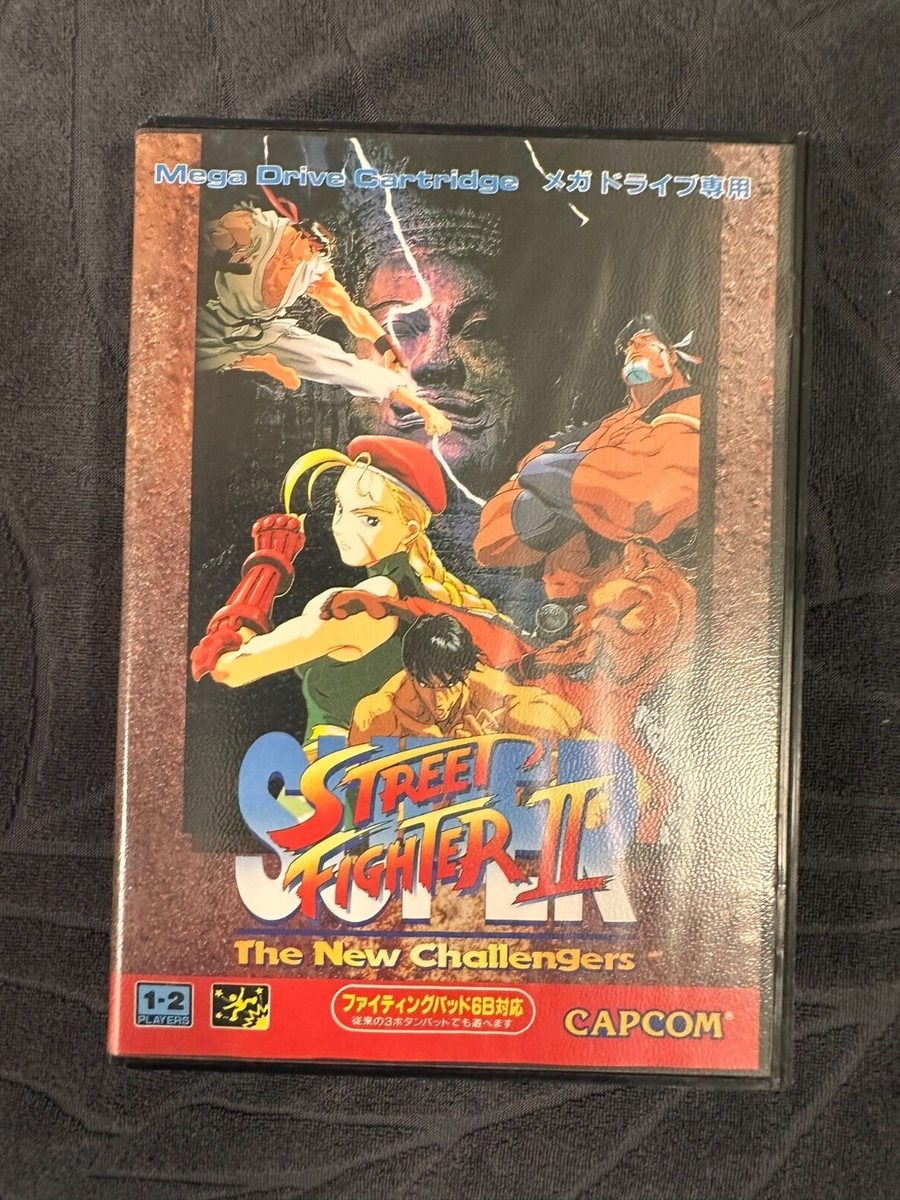 Mega Drive Cartridge メガドライブ専用
SUPER
STREET
FIGHTER II
The New Challengers
1-2
PLAYERS
ファイティングパッド6B対応
従来の3ボタンパットでも遊べます
CAPCOM®